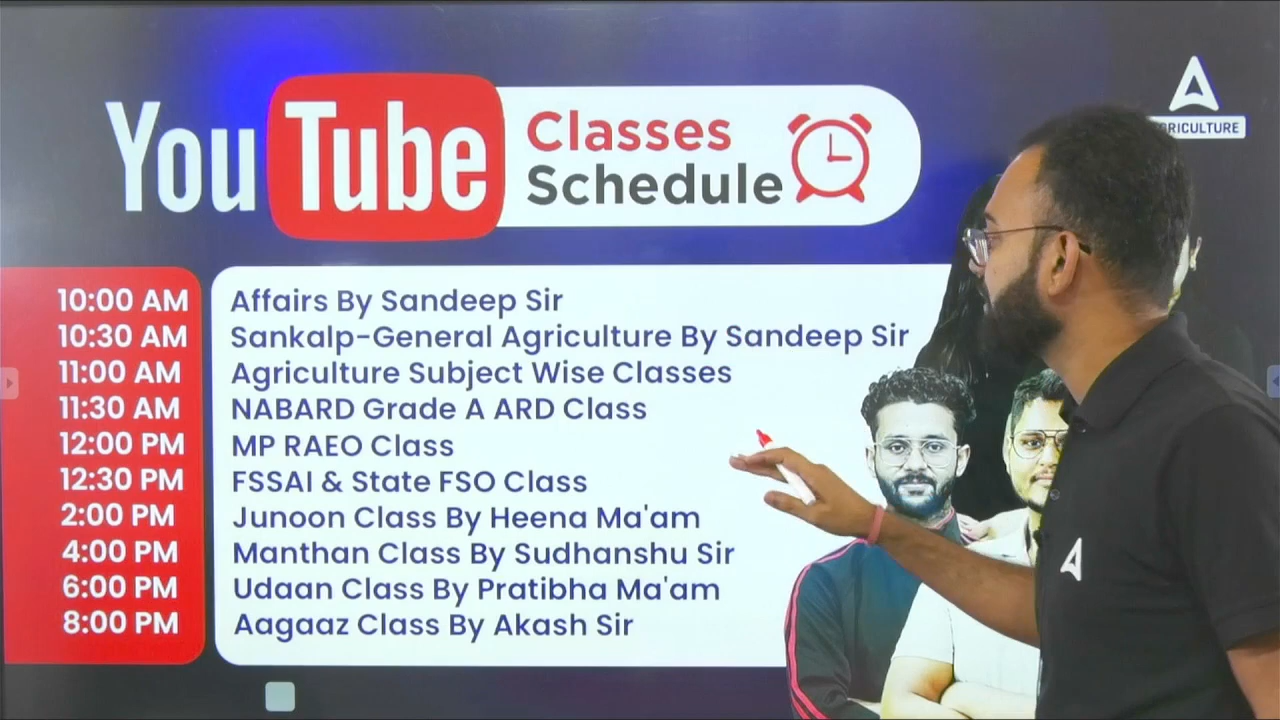 YouTube
Classes
Schedule
RICULTURE
10:00 AM Affairs By Sandeep Sir
10:30 AM Sankalp-General Agriculture By Sandeep Sir
11:00 AM Agriculture Subject Wise Classes
11:30 AM NABARD Grade A ARD Class
12:00 PM MP RAEO Class
12:30 PM FSSAI & State FSO Class
2:00 PM Junoon Class By Heena Ma'am
4:00 PM Manthan Class By Sudhanshu Sir
6:00 PM Udaan Class By Pratibha Ma'am
8:00 PM Aagaaz Class By Akash Sir